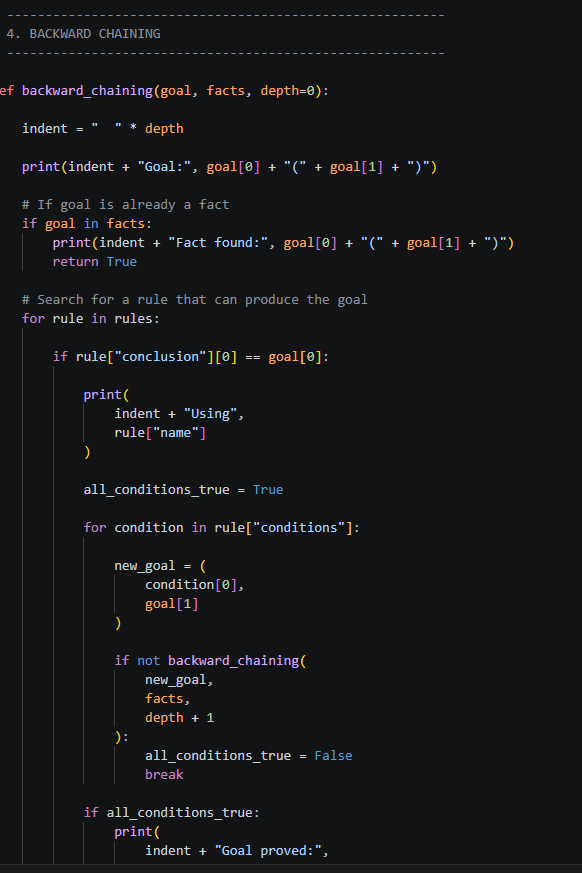 ------------------------------------------------------------
4. BACKWARD CHAINING
------------------------------------------------------------
ef backward_chaining(goal, facts, depth=0):
indent = "  " * depth
print(indent + "Goal:", goal[0] + "(" + goal[1] + ")")
# If goal is already a fact
if goal in facts:
print(indent + "Fact found:", goal[0] + "(" + goal[1] + ")")
return True
# Search for a rule that can produce the goal
for rule in rules:
if rule["conclusion"][0] == goal[0]:
print(
indent + "Using",
rule["name"]
)
all_conditions_true = True
for condition in rule["conditions"]:
new_goal = (
condition[0],
goal[1]
)
if not backward_chaining(
new_goal,
facts,
depth + 1
):
all_conditions_true = False
break
if all_conditions_true:
print(
indent + "Goal proved:",